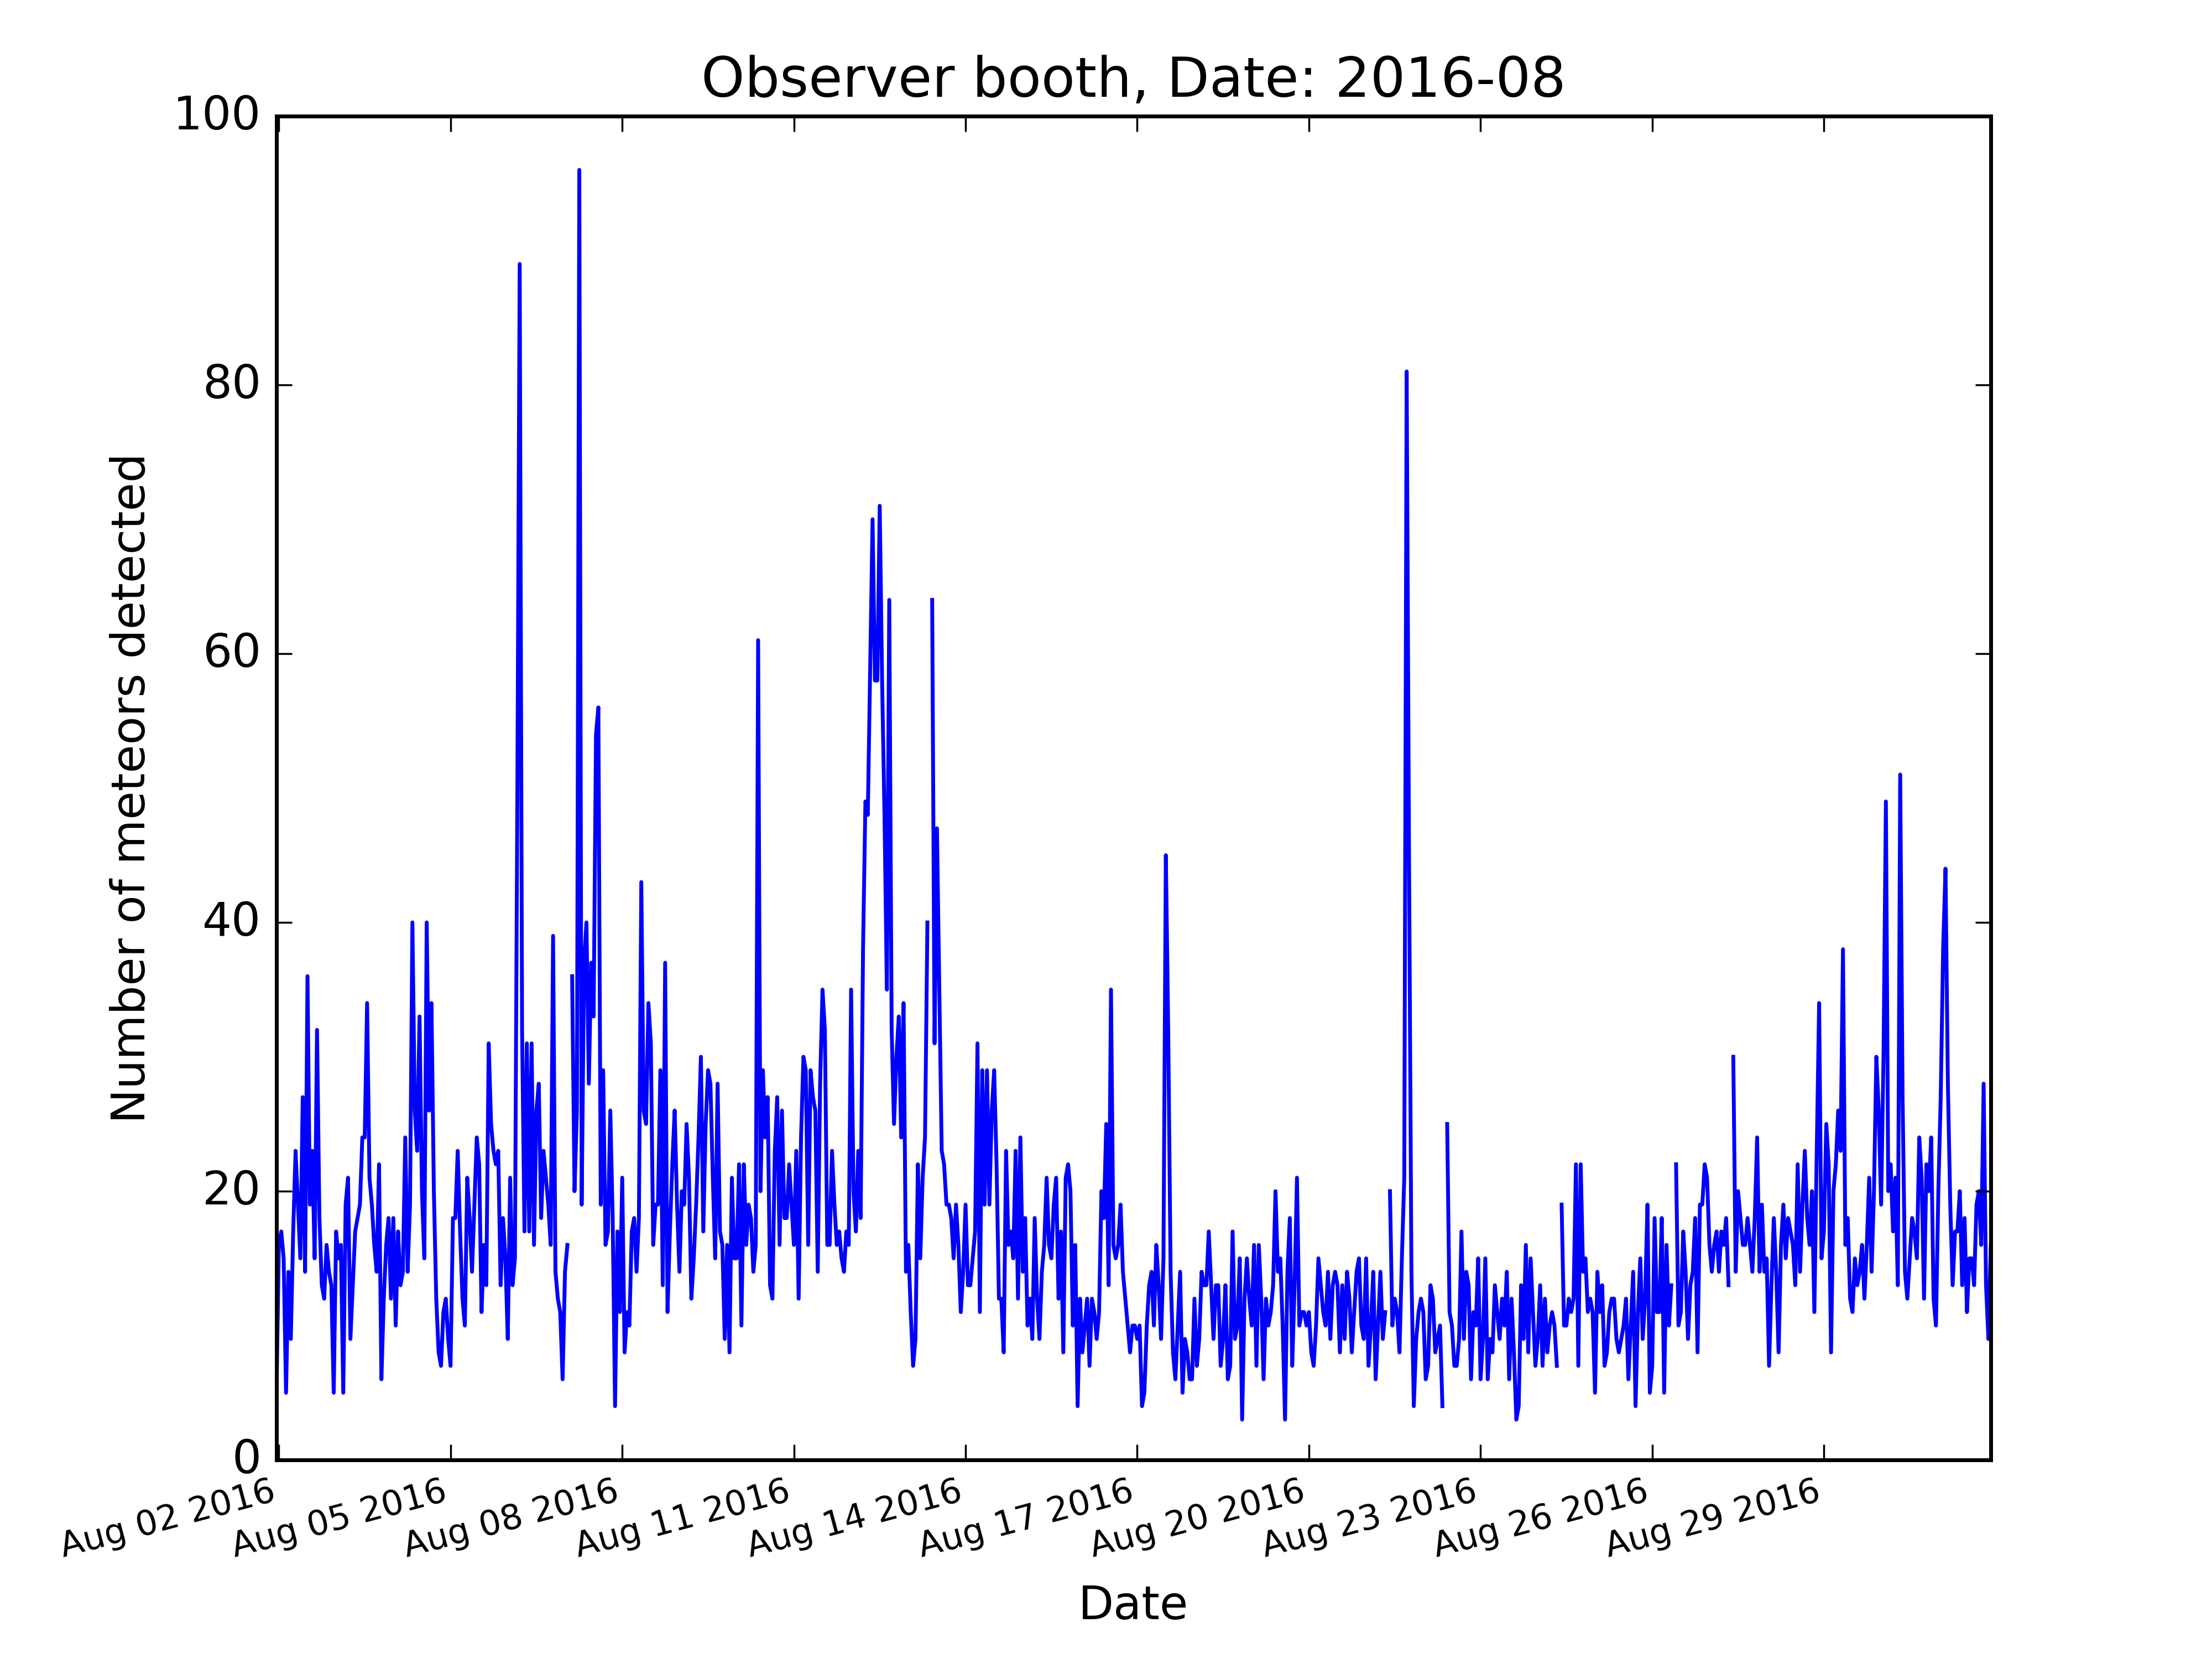 Observer booth, Date: 2016-08
Number of meteors detected
100
80
60
40
20
0
Aug 02 2016
Aug 05 2016
Aug 08 2016
Aug 11 2016
Aug 14 2016
Aug 17 2016
Aug 20 2016
Aug 23 2016
Aug 26 2016
Aug 29 2016
Date